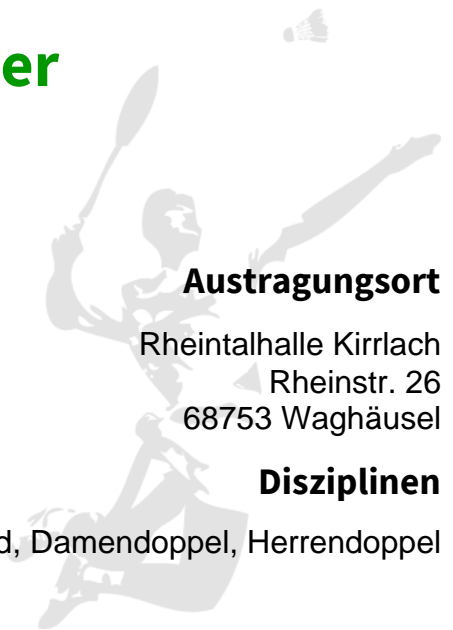 er
Austragungsort
Rheintalhalle Kirrlach
Rheinstr. 26
68753 Waghäusel
Disziplinen
d, Damendoppel, Herrendoppel